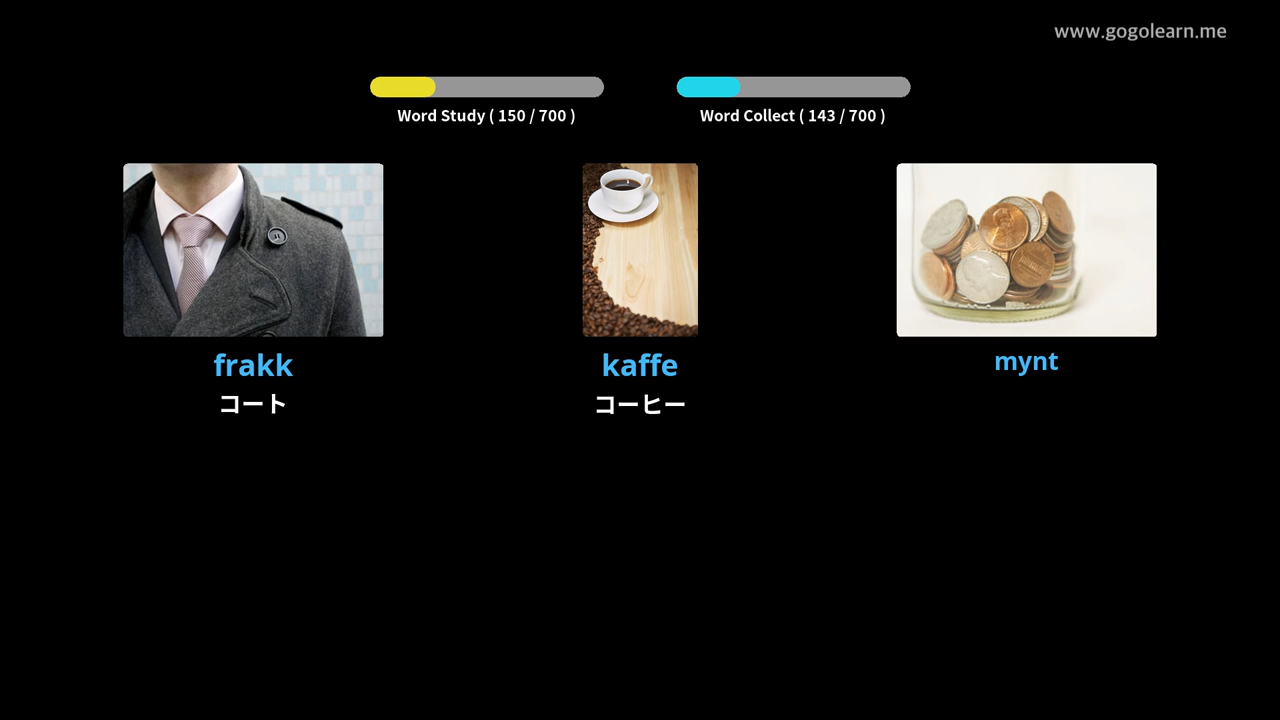 www.gogolearn.me
Word Study ( 150 / 700 )
Word Collect ( 143 / 700 )
frakk
コート
kaffe
コーヒー
mynt